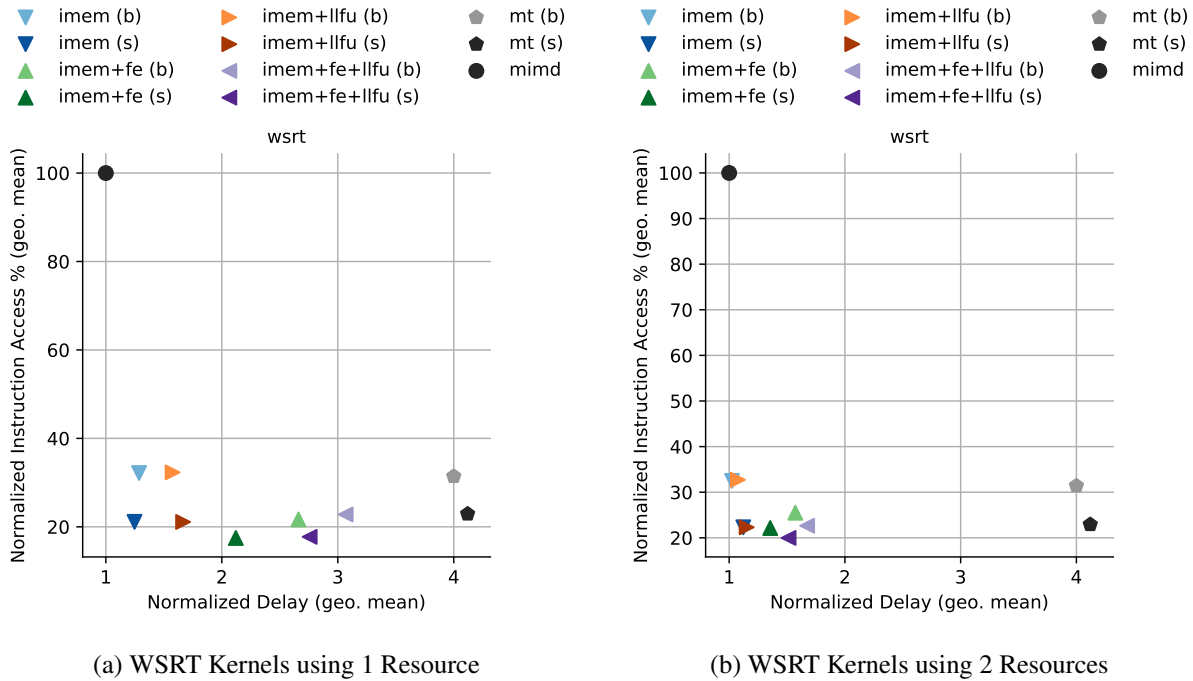 imem (b)
imem (s)
imem+fe (b)
imem+fe (s)
imem+llfu (b)
imem+llfu (s)
imem+fe+llfu (b)
imem+fe+llfu (s)
mt (b)
mt (s)
mimd
wsrt
Normalized Instruction Access % (geo. mean)
100
80
60
40
20
1 2 3 4
Normalized Delay (geo. mean)
(a) WSRT Kernels using 1 Resource
imem (b)
imem (s)
imem+fe (b)
imem+fe (s)
imem+llfu (b)
imem+llfu (s)
imem+fe+llfu (b)
imem+fe+llfu (s)
mt (b)
mt (s)
mimd
wsrt
Normalized Instruction Access % (geo. mean)
100
90
80
70
60
50
40
30
20
1 2 3 4
Normalized Delay (geo. mean)
(b) WSRT Kernels using 2 Resources